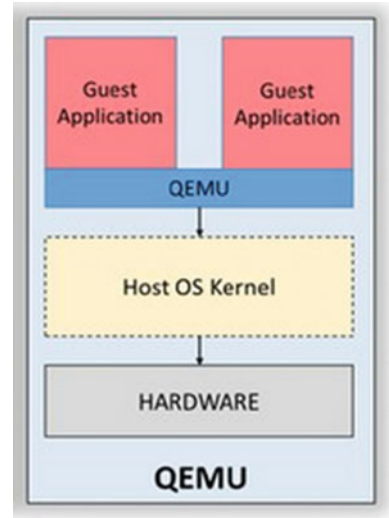 Guest Guest
Application Application
QEMU
Host OS Kernel
HARDWARE
QEMU